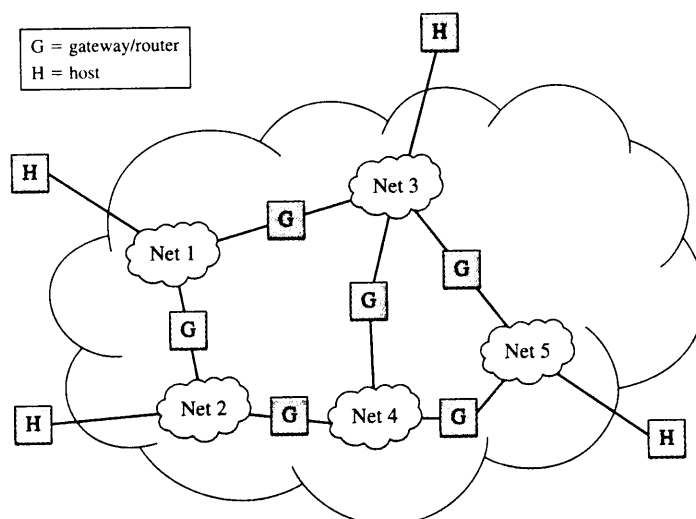 G = gateway/router
H = host
H
H
Net 3
G
Net 1
G
G
G
Net 5
Net 2
G
Net 4
G
H
H